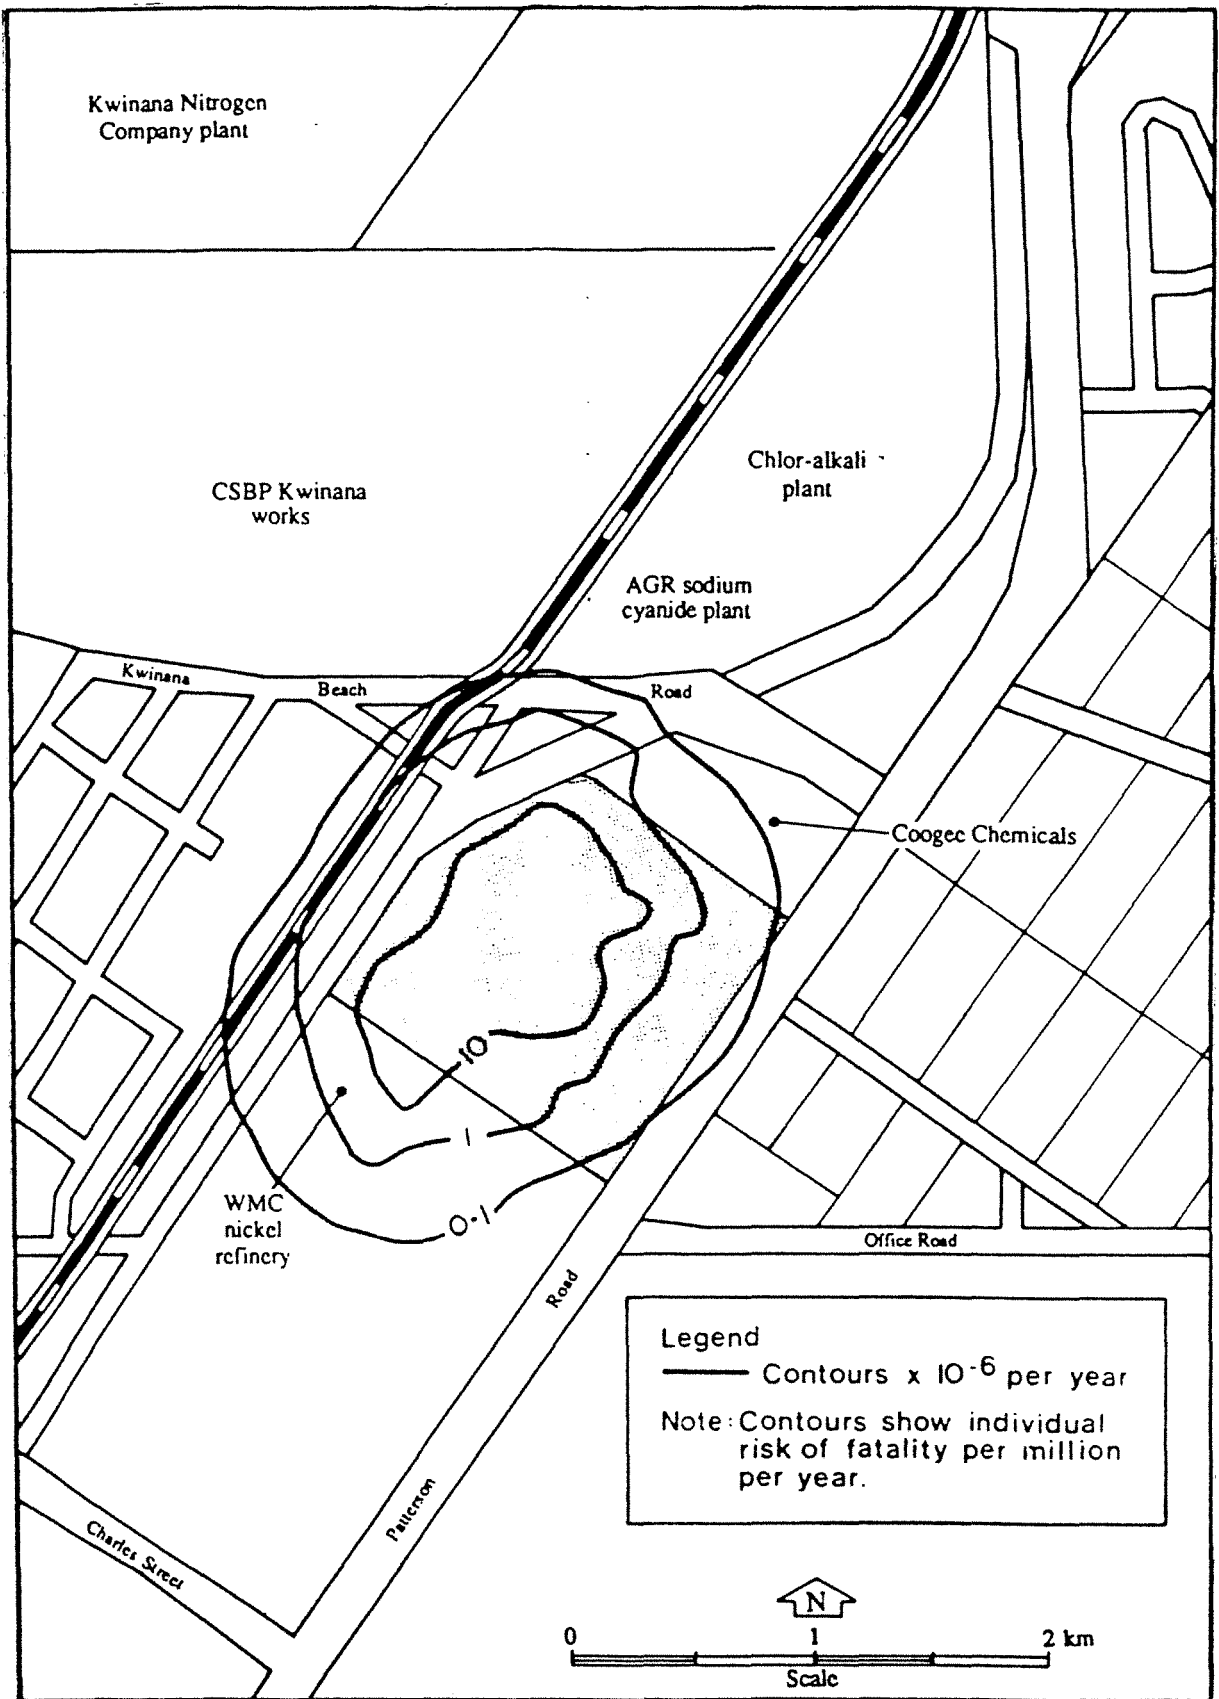 Kwinana Nitrogen
Company plant
CSBP Kwinana
works
Chlor-alkali
plant
AGR sodium
cyanide plant
Kwinana
Beach
Road
Coogee Chemicals
10
1
0·1
WMC
nickel
refinery
Office Road
Road
Patterson
Charles Street
Legend
Contours x 10-6 per year
Note: Contours show individual
risk of fatality per million
per year.
N
0
1
2 km
Scale